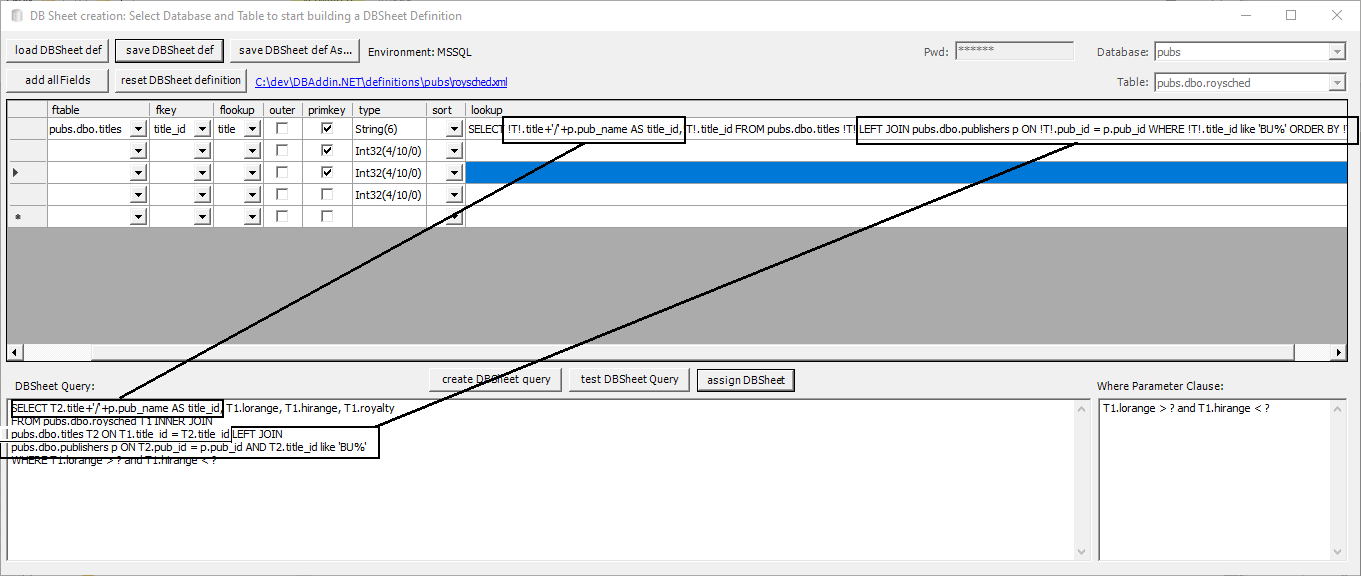 DB Sheet creation: Select Database and Table to start building a DBSheet Definition
load DBSheet def save DBSheet def save DBSheet def As... Environment: MSSQL Pwd: ****** Database: pubs
add all Fields reset DBSheet definition C:\dev\DBAddin.NET\definitions\pubs\roysched.xml Table: pubs.dbo.roysched
ftable fkey flookup outer primkey type sort lookup
pubs.dbo.titles title_id title String(6) SELECT !T!.title+'/'+p.pub_name AS title_id, !T!.title_id FROM pubs.dbo.titles !T! LEFT JOIN pubs.dbo.publishers p ON !T!.pub_id = p.pub_id WHERE !T!.title_id like 'BU%' ORDER BY !
Int32(4/10/0)
Int32(4/10/0)
Int32(4/10/0)
DBSheet Query: create DBSheet query test DBSheet Query assign DBSheet Where Parameter Clause:
SELECT T2.title+'/'+p.pub_name AS title_id, T1.lorange, T1.hirange, T1.royalty
FROM pubs.dbo.roysched T1 INNER JOIN
pubs.dbo.titles T2 ON T1.title_id = T2.title_id LEFT JOIN
pubs.dbo.publishers p ON T2.pub_id = p.pub_id AND T2.title_id like 'BU%'
WHERE T1.lorange > ? and T1.hirange < ?
T1.lorange > ? and T1.hirange < ?